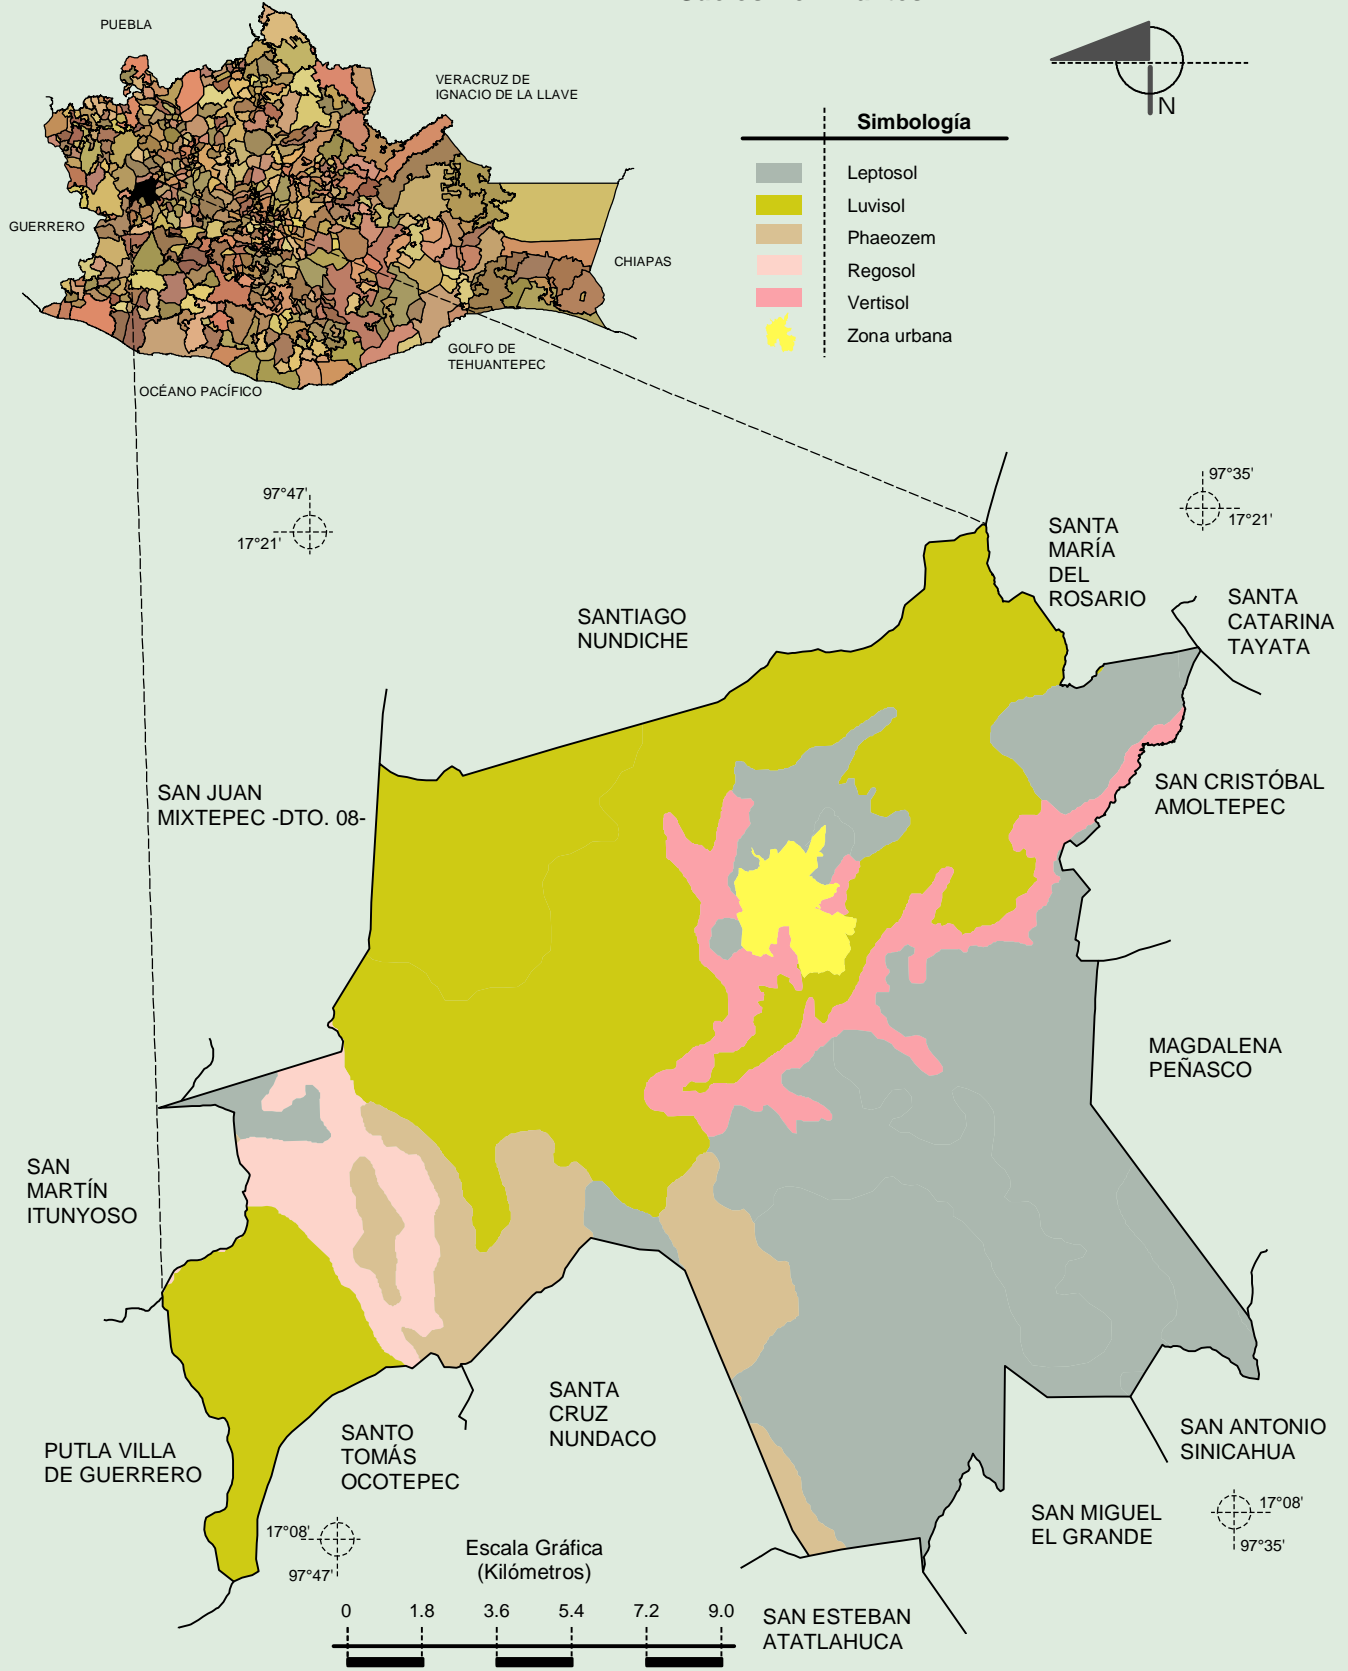 PUEBLA
VERACRUZ DE
IGNACIO DE LA LLAVE
GUERRERO
CHIAPAS
GOLFO DE
TEHUANTEPEC
OCÉANO PACÍFICO
N
Simbología
Leptosol
Luvisol
Phaeozem
Regosol
Vertisol
Zona urbana
97°47'
17°21'
97°35'
17°21'
SANTA
MARÍA
DEL
ROSARIO
SANTA
CATARINA
TAYATA
SANTIAGO
NUNDICHE
SAN JUAN
MIXTEPEC -DTO. 08-
SAN CRISTÓBAL
AMOLTEPEC
MAGDALENA
PEÑASCO
SAN
MARTÍN
ITUNYOSO
SANTA
CRUZ
NUNDACO
SANTO
TOMÁS
OCOTEPEC
PUTLA VILLA
DE GUERRERO
SAN ANTONIO
SINICAHUA
SAN MIGUEL
EL GRANDE
17°08'
97°35'
17°08'
97°47'
Escala Gráfica
(Kilómetros)
0 1.8 3.6 5.4 7.2 9.0
SAN ESTEBAN
ATATLAHUCA